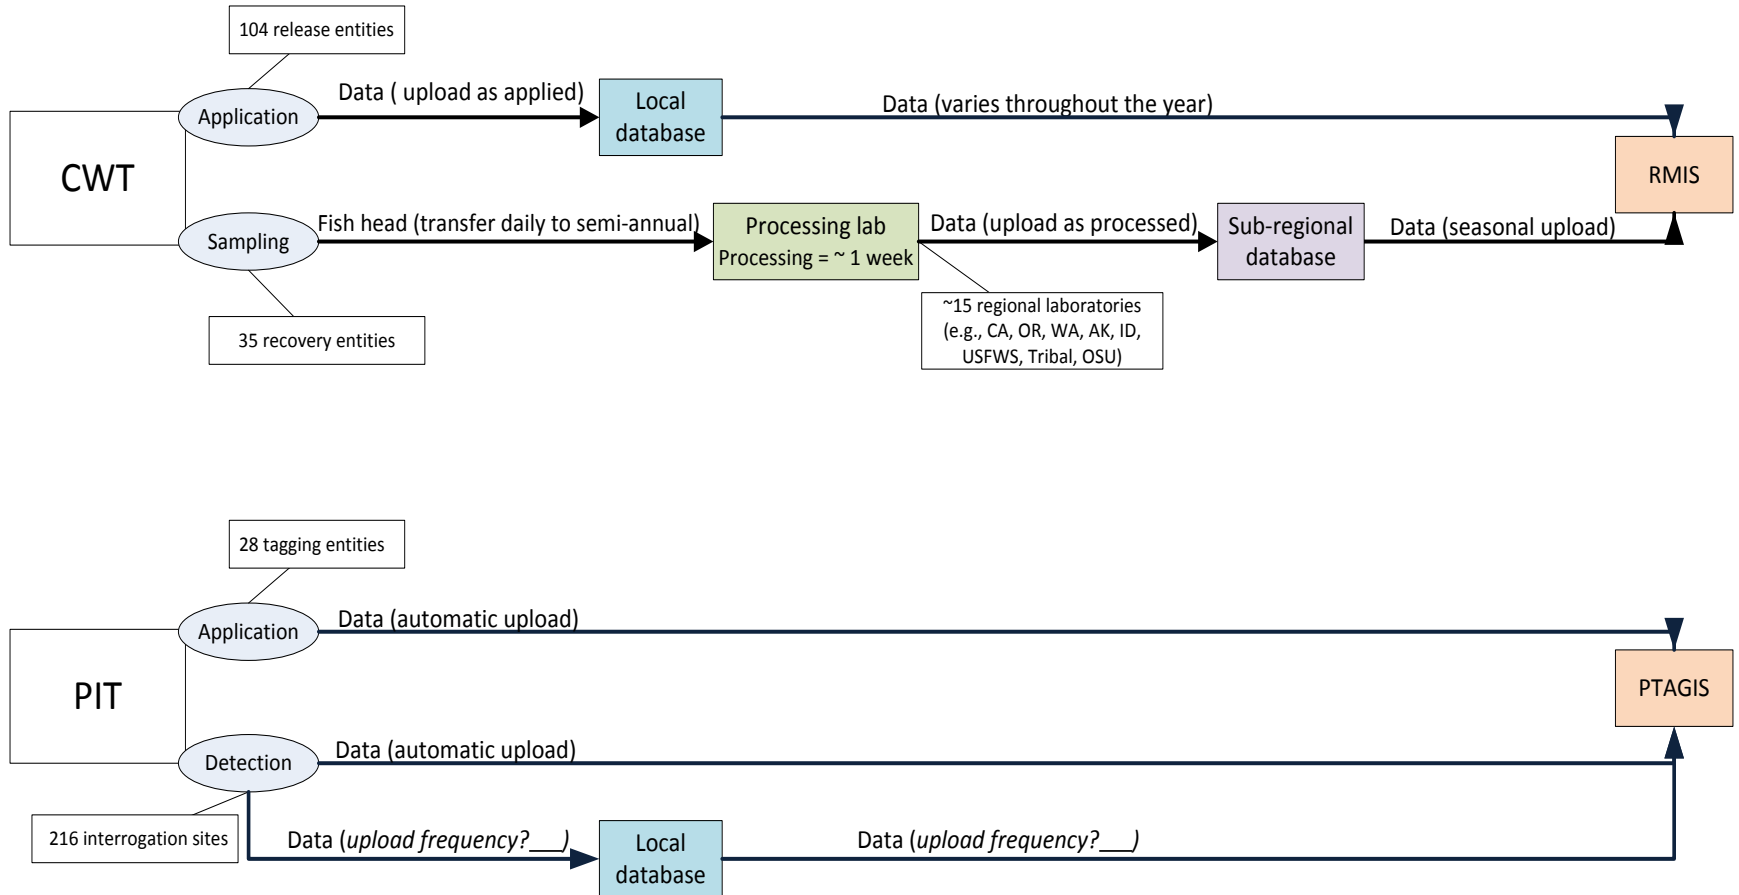 104 release entities
Data ( upload as applied)
Local
database
Data (varies throughout the year)
Application
CWT
RMIS
Fish head (transfer daily to semi-annual)
Processing lab
Processing = ~ 1 week
Data (upload as processed)
Sub-regional
database
Data (seasonal upload)
Sampling
~15 regional laboratories
(e.g., CA, OR, WA, AK, ID,
USFWS, Tribal, OSU)
35 recovery entities
28 tagging entities
Data (automatic upload)
Application
PIT
PTAGIS
Data (automatic upload)
Detection
216 interrogation sites
Data (upload frequency?___)
Local
database
Data (upload frequency?___)